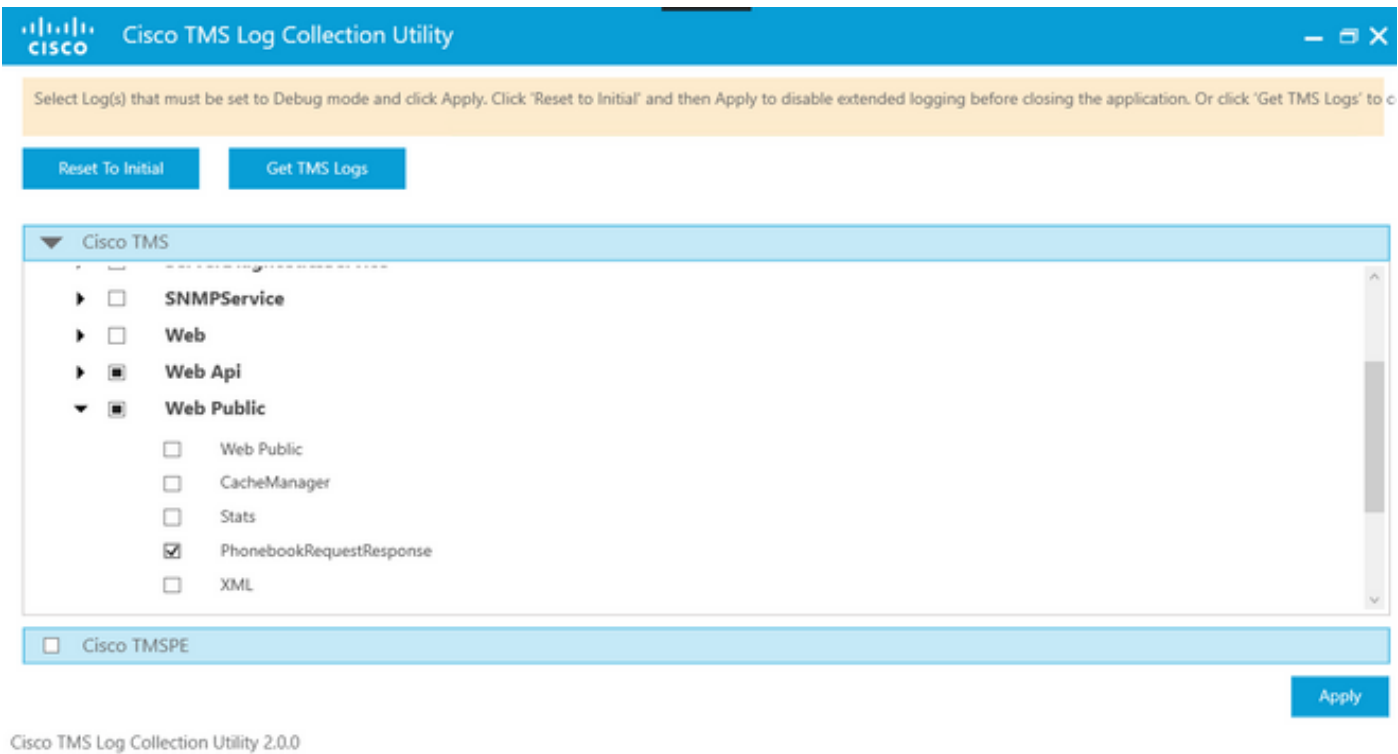 CISCO
Cisco TMS Log Collection Utility
Select Log(s) that must be set to Debug mode and click Apply. Click 'Reset to Initial' and then Apply to disable extended logging before closing the application. Or click 'Get TMS Logs' to c
Reset To Initial
Get TMS Logs
Cisco TMS
SNMPService
Web
Web Api
Web Public
Web Public
CacheManager
Stats
PhonebookRequestResponse
XML
Cisco TMSPE
Apply
Cisco TMS Log Collection Utility 2.0.0